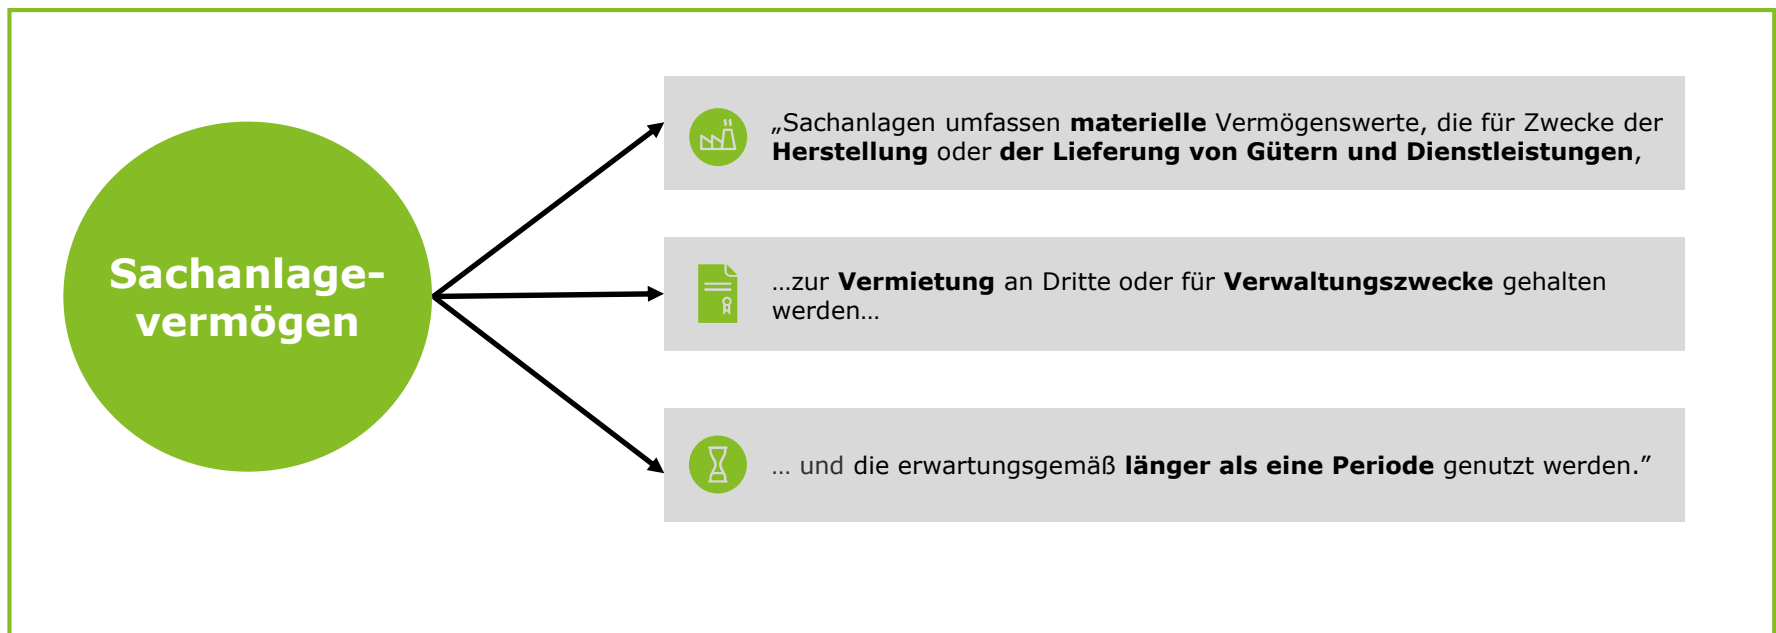 Sachanlage-
vermögen
„Sachanlagen umfassen materielle Vermögenswerte, die für Zwecke der
Herstellung oder der Lieferung von Gütern und Dienstleistungen,
…zur Vermietung an Dritte oder für Verwaltungszwecke gehalten
werden…
… und die erwartungsgemäß länger als eine Periode genutzt werden.”